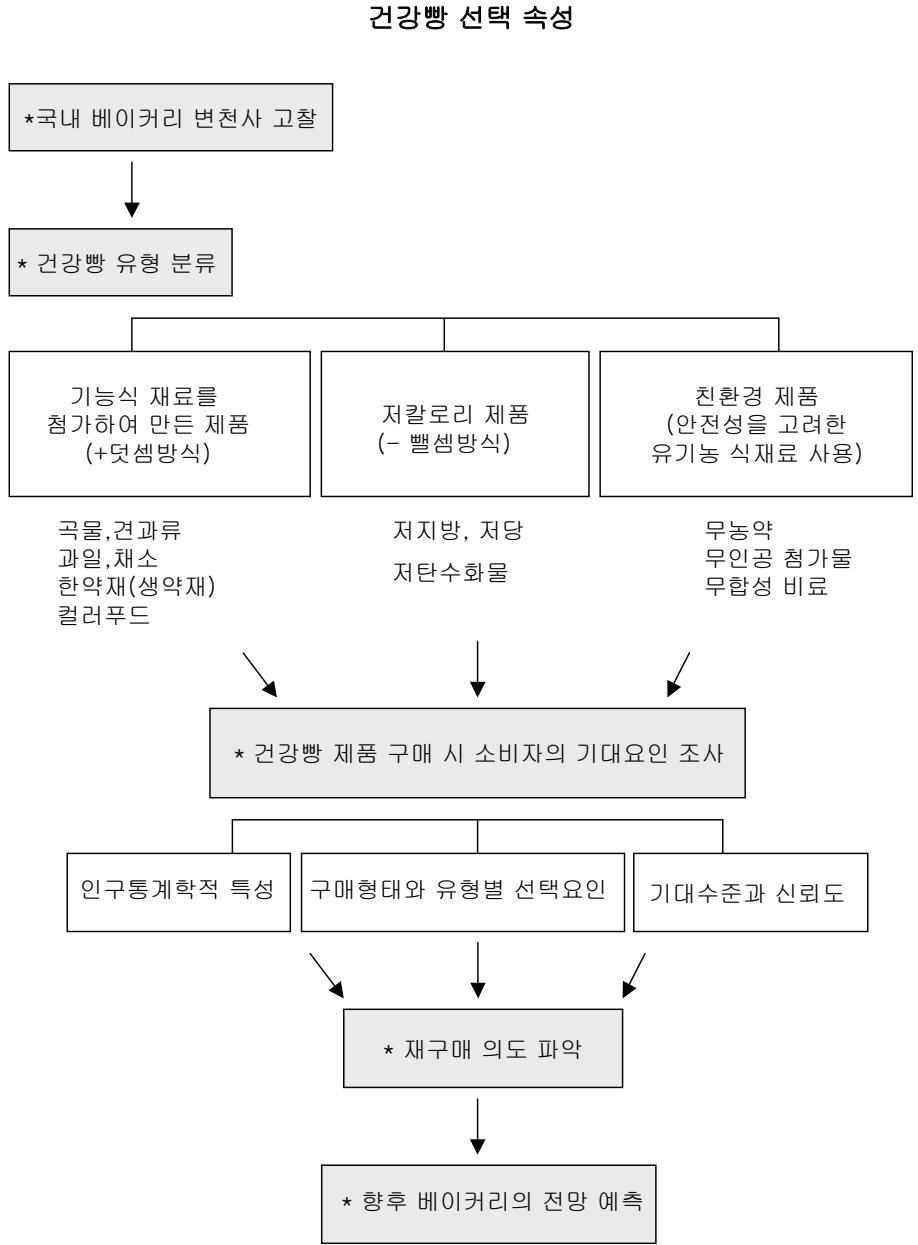 건강빵 선택 속성
*국내 베이커리 변천사 고찰
* 건강빵 유형 분류
기능식 재료를
첨가하여 만든 제품
(+덧셈방식)
저칼로리 제품
(- 뺄셈방식)
친환경 제품
(안전성을 고려한
유기농 식재료 사용)
곡물,견과류
과일,채소
한약재(생약재)
컬러푸드
저지방, 저당
저탄수화물
무농약
무인공 첨가물
무합성 비료
* 건강빵 제품 구매 시 소비자의 기대요인 조사
인구통계학적 특성
구매형태와 유형별 선택요인
기대수준과 신뢰도
* 재구매 의도 파악
* 향후 베이커리의 전망 예측